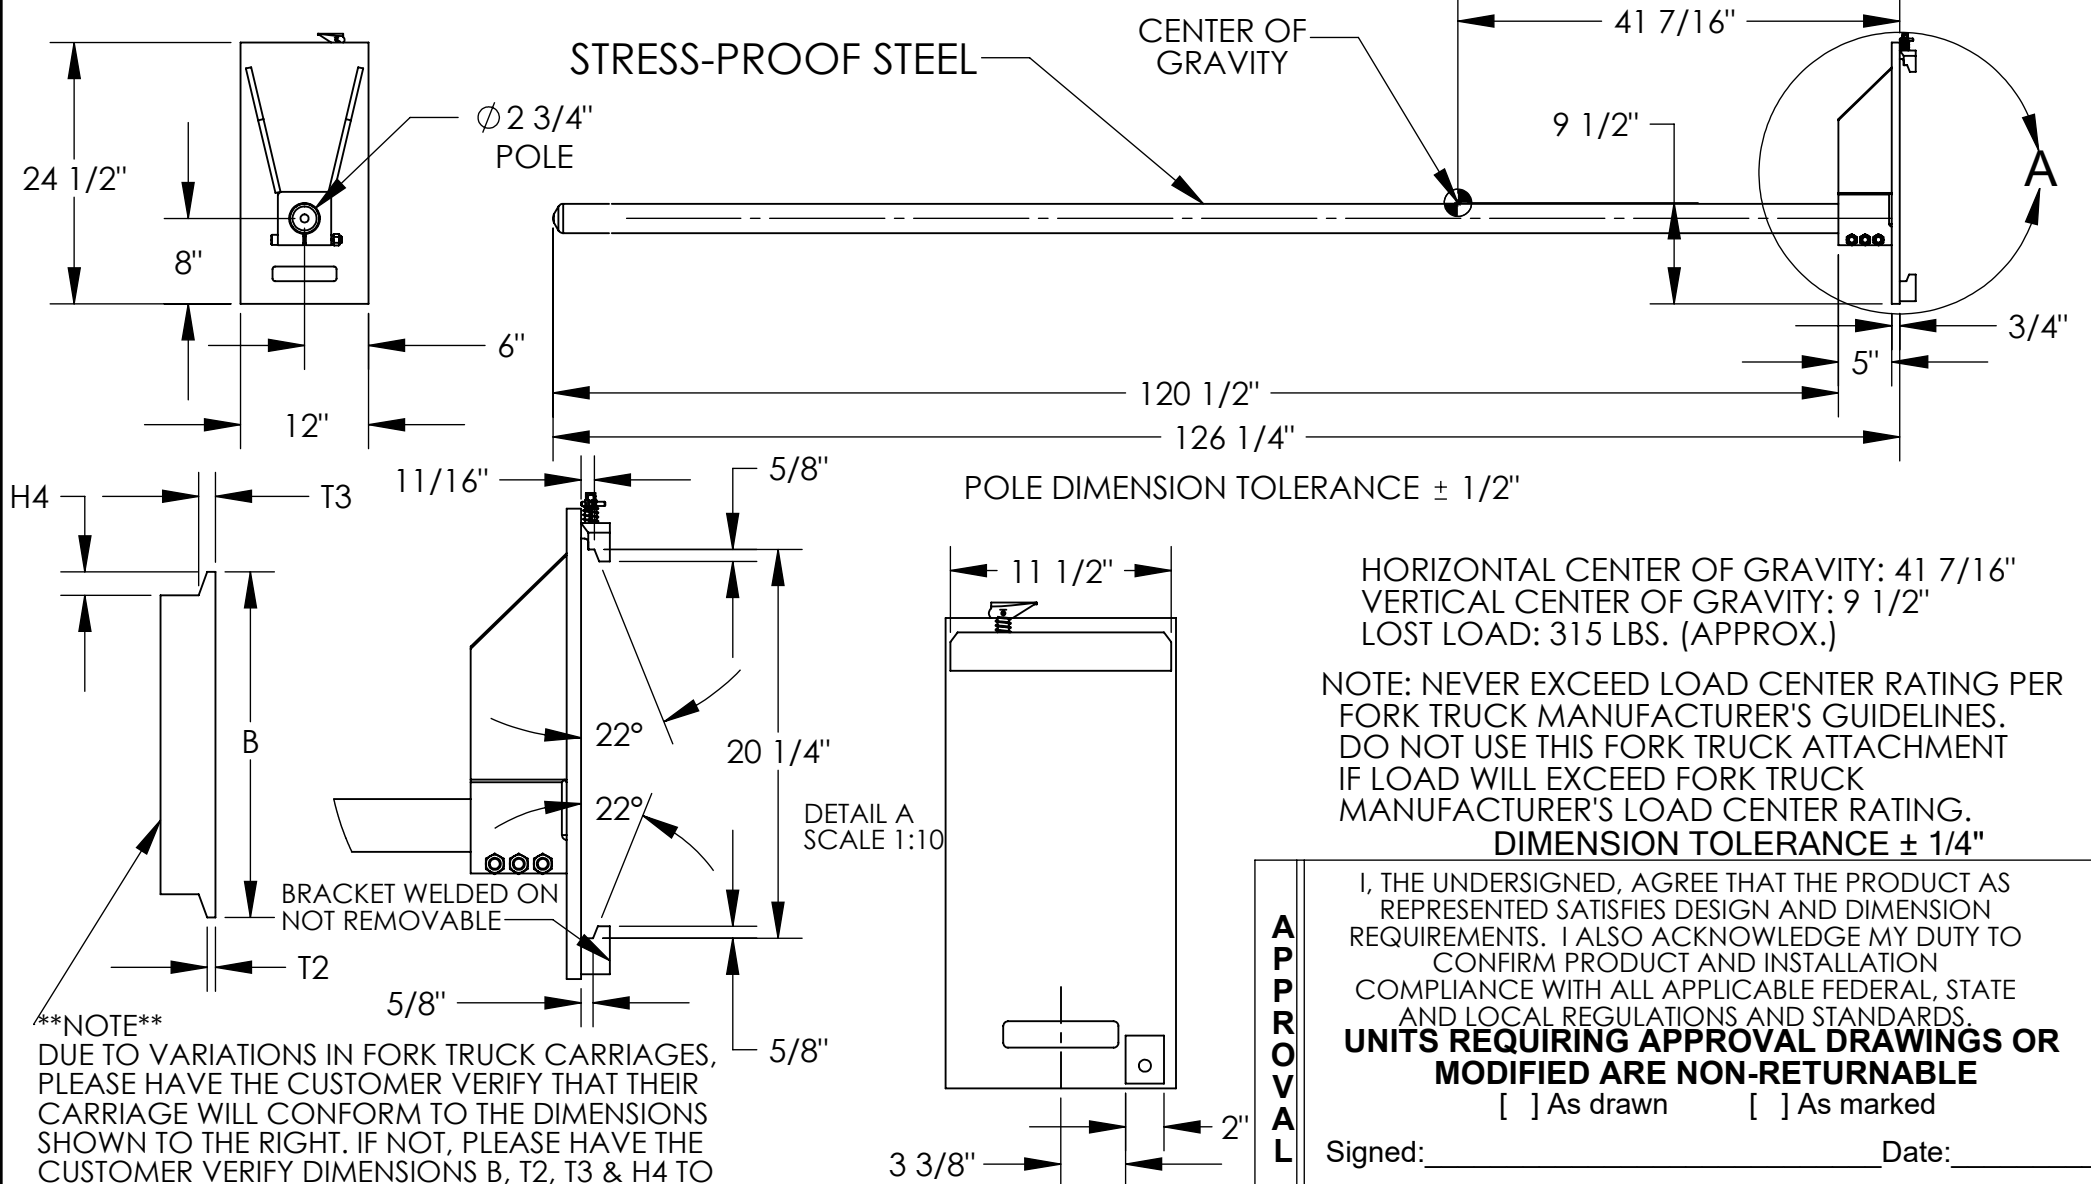 41 7/16"
CENTER OF
GRAVITY
STRESS-PROOF STEEL
∅2 3/4"
POLE
9 1/2"
24 1/2"
A
8"
6"
3/4"
5"
120 1/2"
12"
126 1/4"
POLE DIMENSION TOLERANCE ± 1/2"
H4
T3
11/16"
5/8"
B
22°
20 1/4"
22°
DETAIL A
SCALE 1:10
BRACKET WELDED ON
NOT REMOVABLE
T2
5/8"
5/8"
11 1/2"
2"
3 3/8"
HORIZONTAL CENTER OF GRAVITY: 41 7/16"
VERTICAL CENTER OF GRAVITY: 9 1/2"
LOST LOAD: 315 LBS. (APPROX.)
NOTE: NEVER EXCEED LOAD CENTER RATING PER
FORK TRUCK MANUFACTURER'S GUIDELINES.
DO NOT USE THIS FORK TRUCK ATTACHMENT
IF LOAD WILL EXCEED FORK TRUCK
MANUFACTURER'S LOAD CENTER RATING.
DIMENSION TOLERANCE ± 1/4"
**NOTE**
DUE TO VARIATIONS IN FORK TRUCK CARRIAGES,
PLEASE HAVE THE CUSTOMER VERIFY THAT THEIR
CARRIAGE WILL CONFORM TO THE DIMENSIONS
SHOWN TO THE RIGHT. IF NOT, PLEASE HAVE THE
CUSTOMER VERIFY DIMENSIONS B, T2, T3 & H4 TO
APPROVAL
I, THE UNDERSIGNED, AGREE THAT THE PRODUCT AS
REPRESENTED SATISFIES DESIGN AND DIMENSION
REQUIREMENTS. I ALSO ACKNOWLEDGE MY DUTY TO
CONFIRM PRODUCT AND INSTALLATION
COMPLIANCE WITH ALL APPLICABLE FEDERAL, STATE
AND LOCAL REGULATIONS AND STANDARDS.
UNITS REQUIRING APPROVAL DRAWINGS OR
MODIFIED ARE NON-RETURNABLE
[ ] As drawn [ ] As marked
Signed: Date: